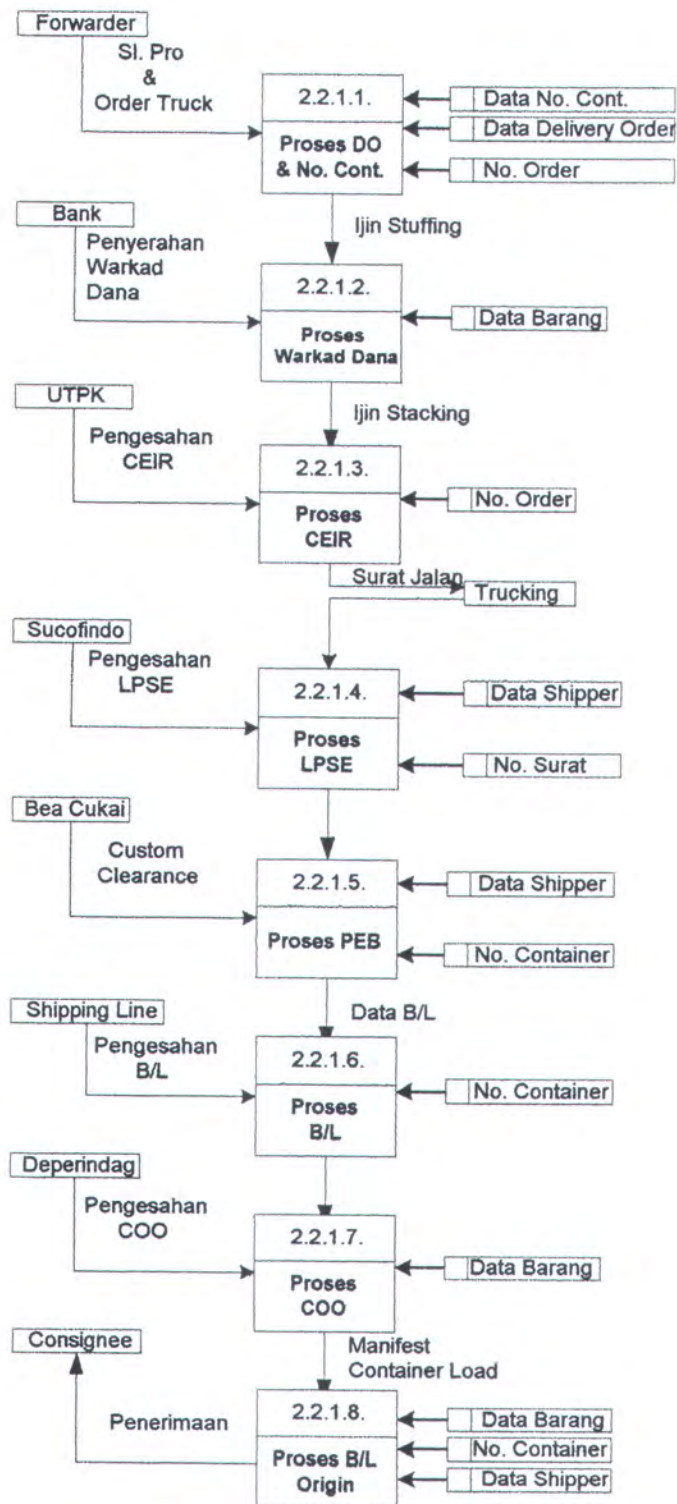 Forwarder
SI. Pro
&
Order Truck
2.2.1.1.
Proses DO
& No. Cont.
Data No. Cont.
Data Delivery Order
No. Order
Ijin Stuffing
Bank
Penyerahan
Warkad
Dana
2.2.1.2.
Proses
Warkad Dana
Data Barang
Ijin Stacking
UTPK
Pengesahan
CEIR
2.2.1.3.
Proses
CEIR
No. Order
Surat Jalan
Trucking
Sucofindo
Pengesahan
LPSE
2.2.1.4.
Proses
LPSE
Data Shipper
No. Surat
Bea Cukai
Custom
Clearance
2.2.1.5.
Proses PEB
Data Shipper
No. Container
Data B/L
Shipping Line
Pengesahan
B/L
2.2.1.6.
Proses
B/L
No. Container
Deperindag
Pengesahan
COO
2.2.1.7.
Proses
COO
Data Barang
Manifest
Container Load
Consignee
Penerimaan
2.2.1.8.
Proses B/L
Origin
Data Barang
No. Container
Data Shipper